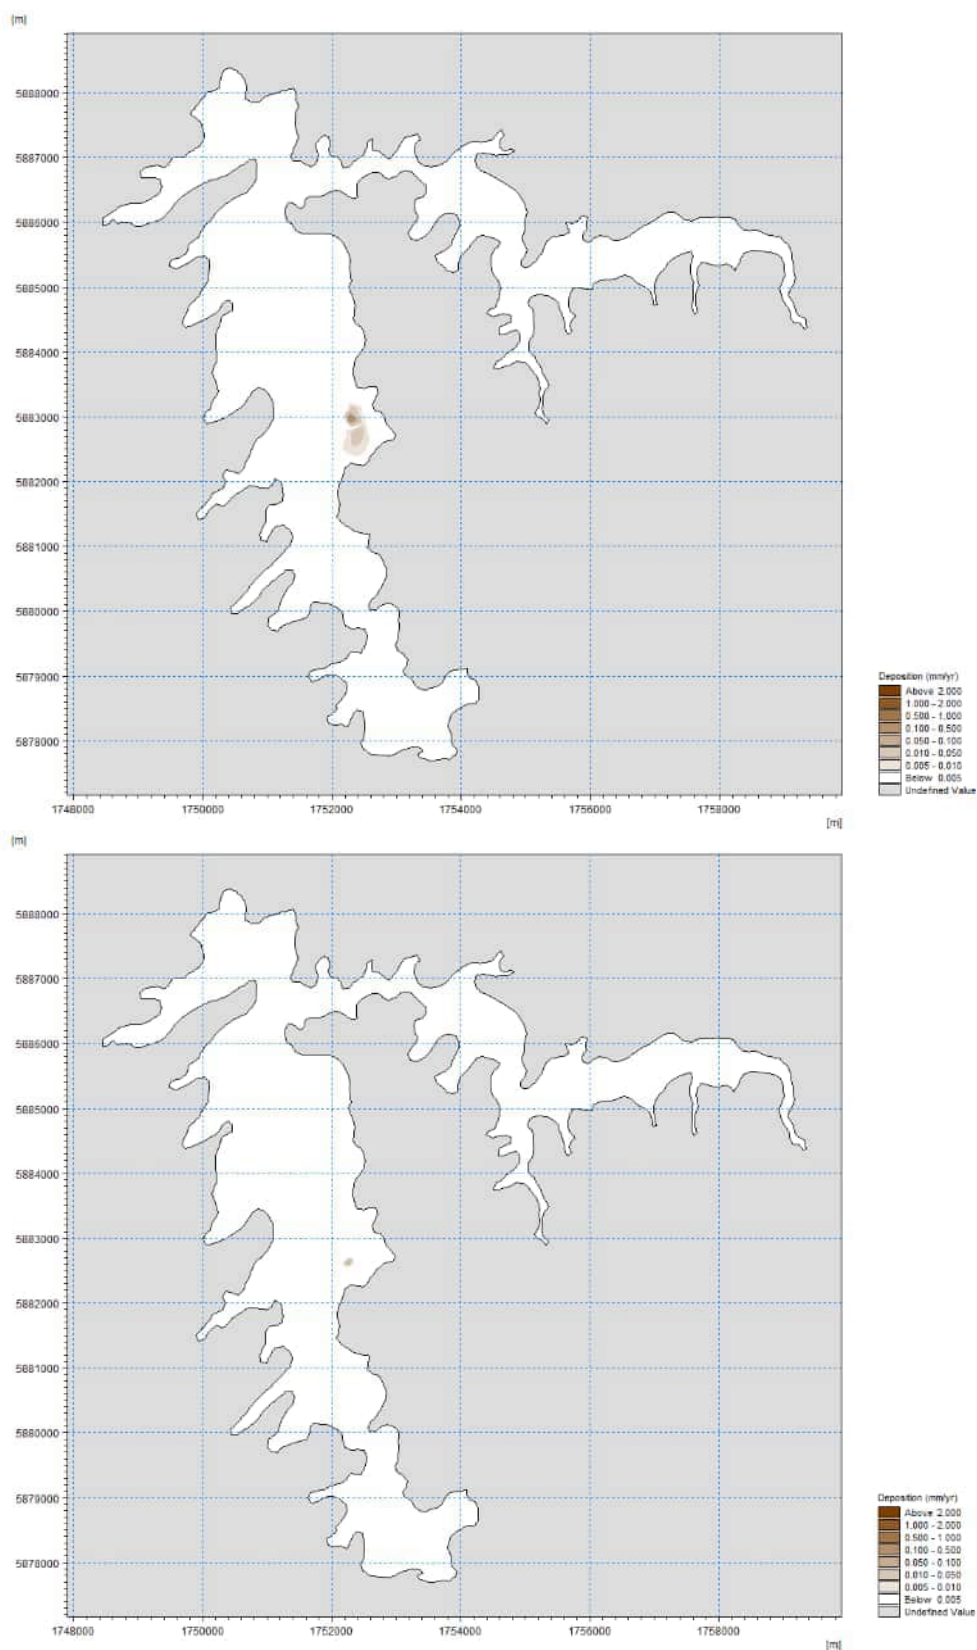 [m]
5888000
5887000
5886000
5885000
5884000
5883000
5882000
5881000
5880000
5879000
5878000
1748000 1750000 1752000 1754000 1756000 1758000
[m]
Deposition (mm/yr)
Above 2.000
1.000 - 2.000
0.500 - 1.000
0.100 - 0.500
0.050 - 0.100
0.010 - 0.050
0.005 - 0.010
Below 0.005
Undefined Value
[m]
5888000
5887000
5886000
5885000
5884000
5883000
5882000
5881000
5880000
5879000
5878000
1748000 1750000 1752000 1754000 1756000 1758000
[m]
Deposition (mm/yr)
Above 2.000
1.000 - 2.000
0.500 - 1.000
0.100 - 0.500
0.050 - 0.100
0.010 - 0.050
0.005 - 0.010
Below 0.005
Undefined Value